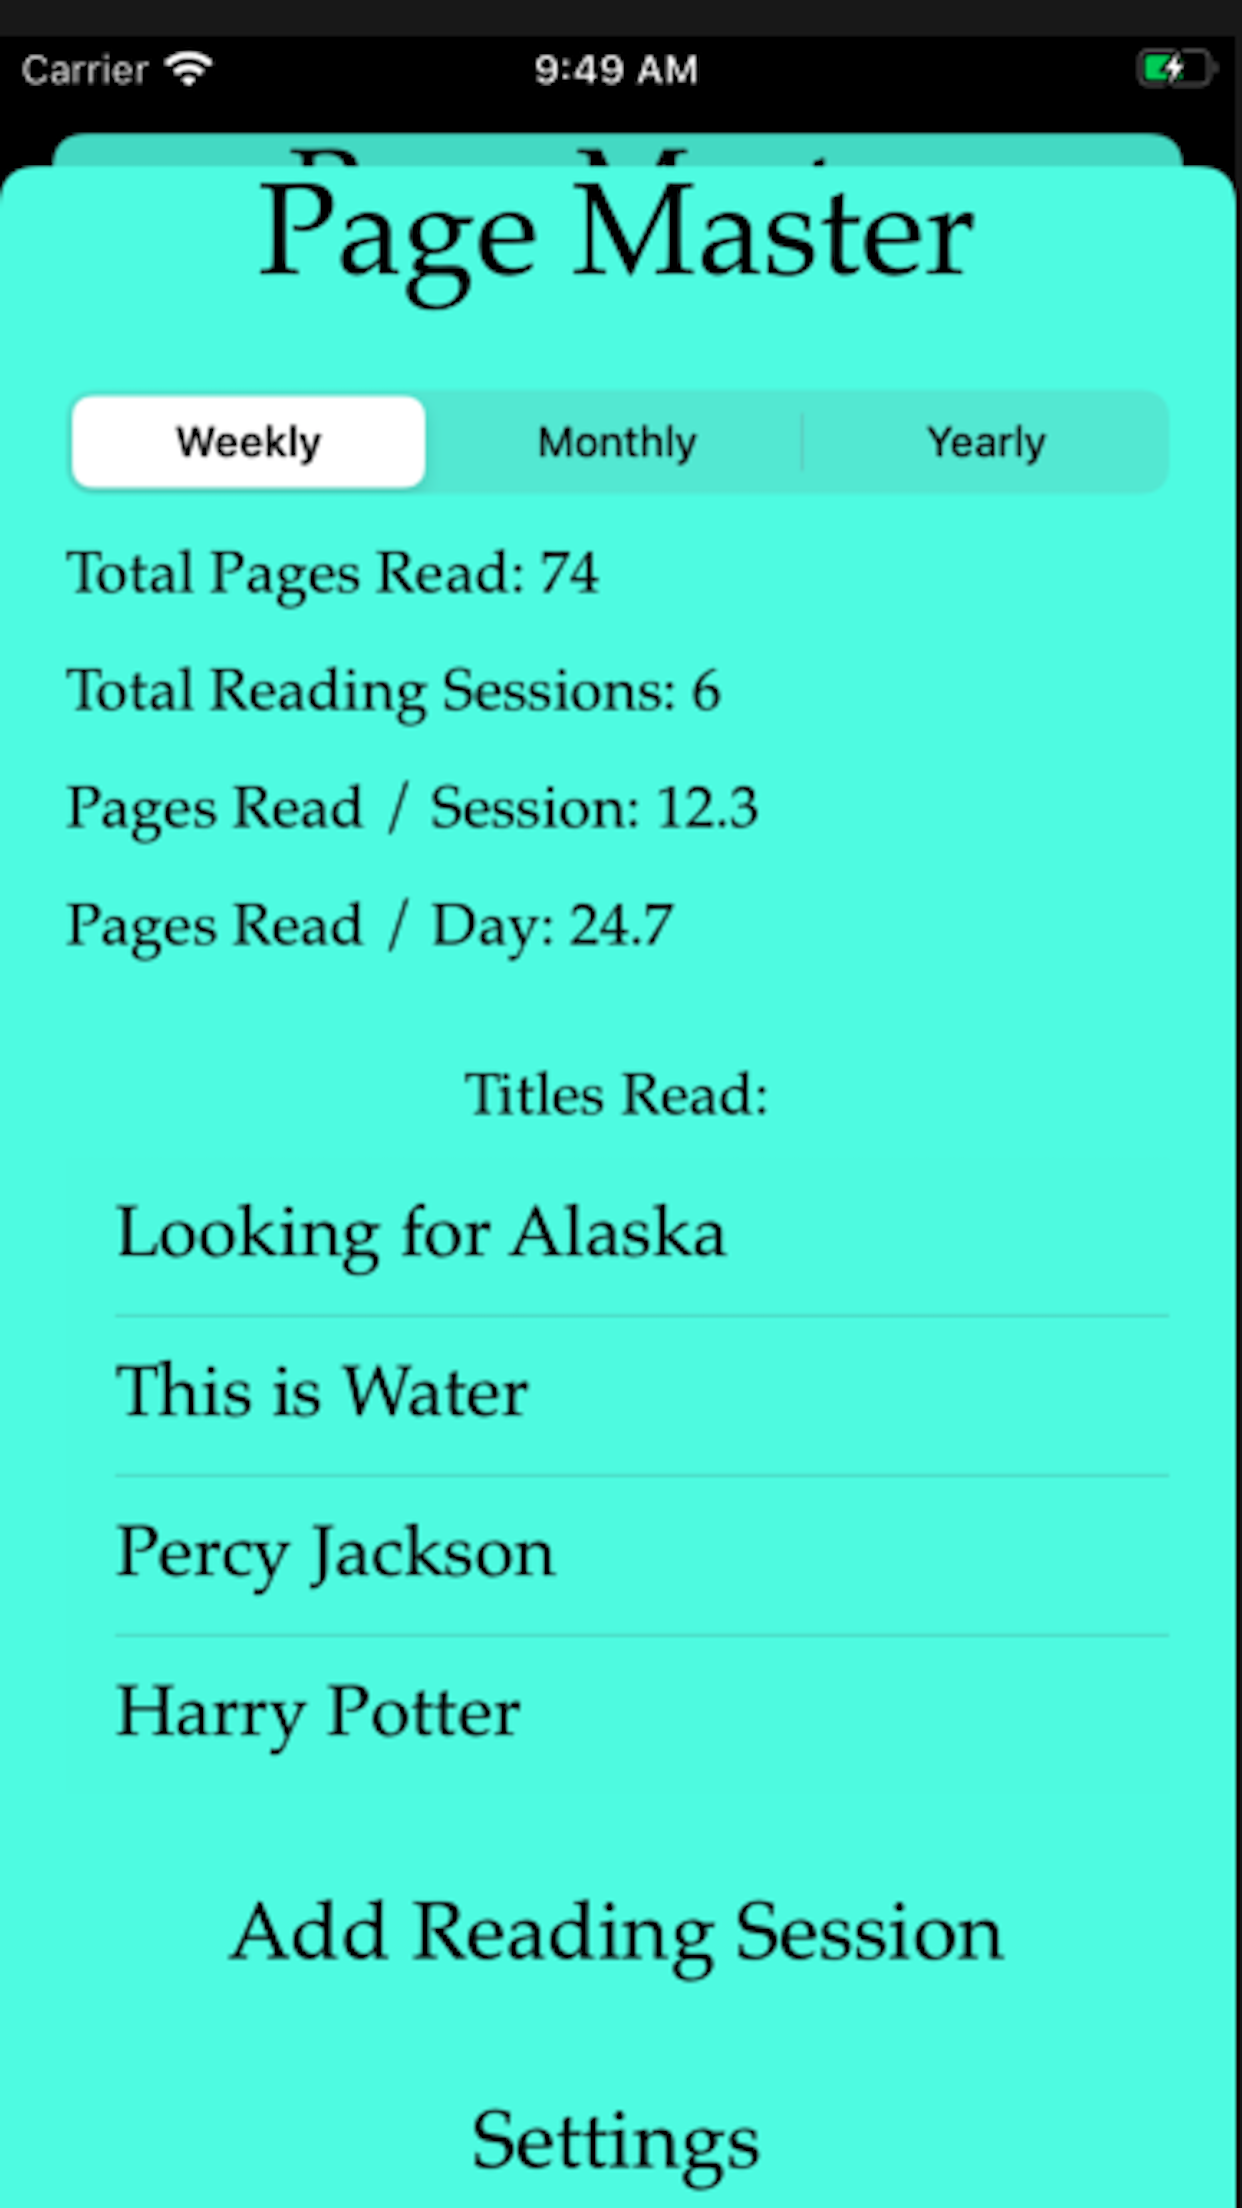 Carrier
9:49 AM
Page Master
Weekly
Monthly
Yearly
Total Pages Read: 74
Total Reading Sessions: 6
Pages Read / Session: 12.3
Pages Read / Day: 24.7
Titles Read:
Looking for Alaska
This is Water
Percy Jackson
Harry Potter
Add Reading Session
Settings